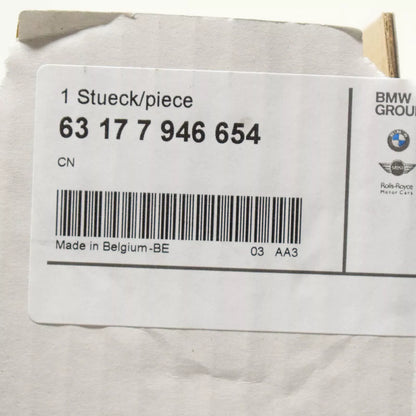 1 Stueck/piece
63 17 7 946 654
CN
Made in Belgium-BE
03 AA3
BMW
GROUP
Rolls-Royce
Motor Cars